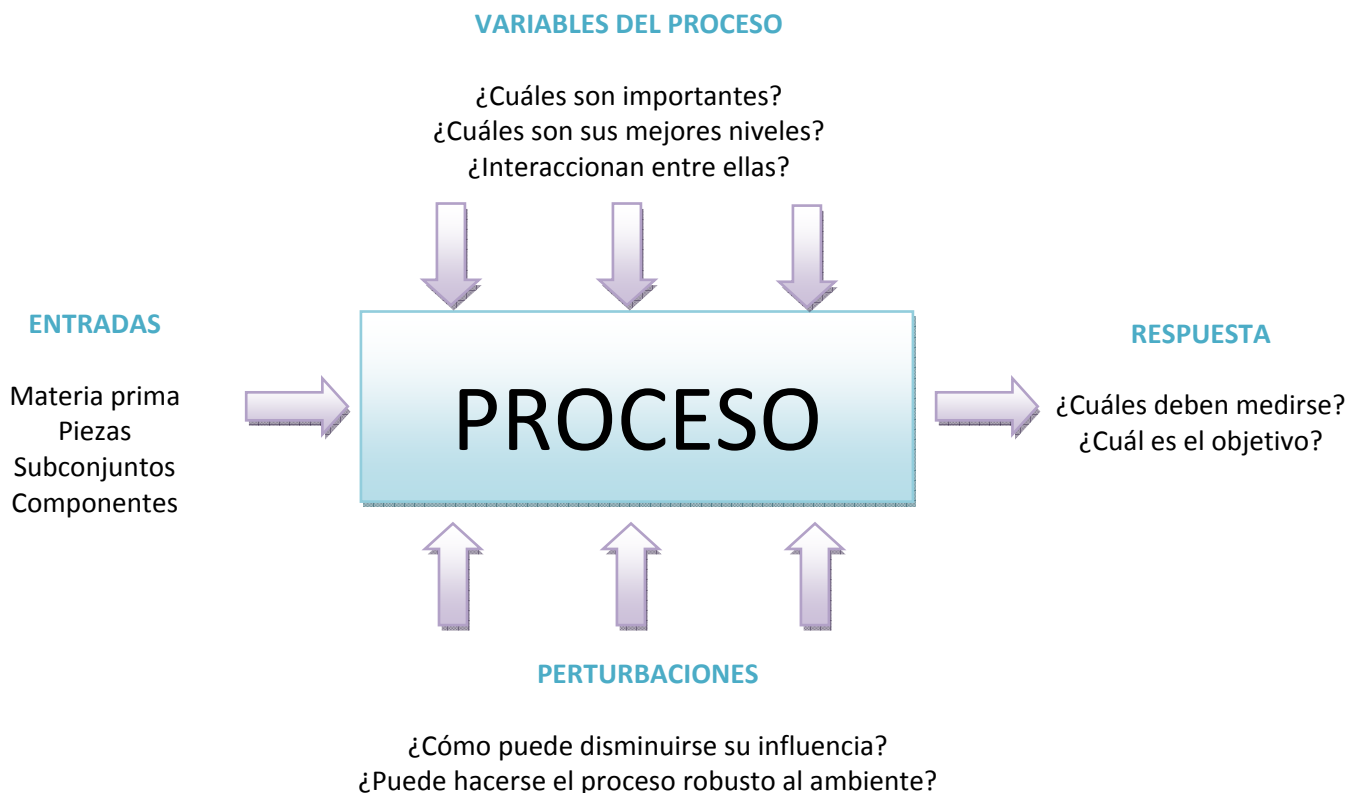 VARIABLES DEL PROCESO
¿Cuáles son importantes?
¿Cuáles son sus mejores niveles?
¿Interaccionan entre ellas?
ENTRADAS
Materia prima
Piezas
Subconjuntos
Componentes
PROCESO
RESPUESTA
¿Cuáles deben medirse?
¿Cuál es el objetivo?
PERTURBACIONES
¿Cómo puede disminuirse su influencia?
¿Puede hacerse el proceso robusto al ambiente?